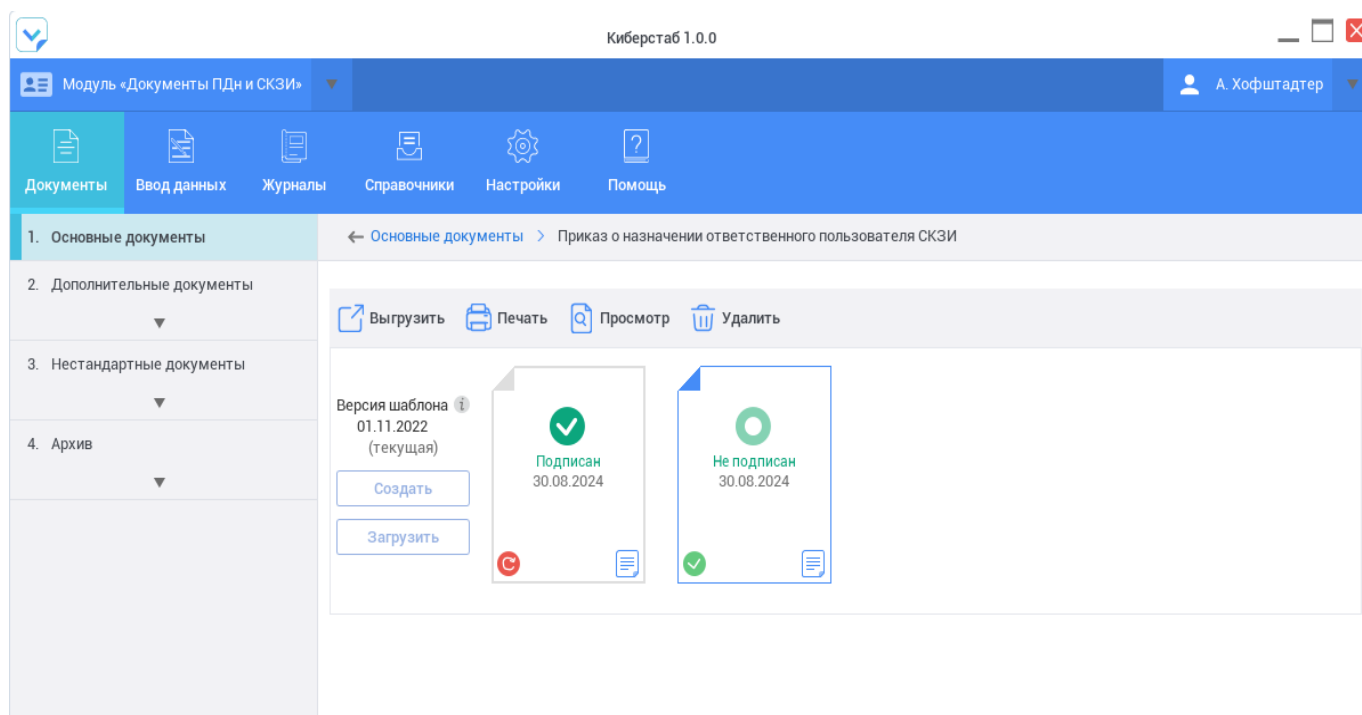 Киберстаб 1.0.0
Модуль «Документы ПДн и СКЗИ»
А. Хофштадтер
Документы
Ввод данных
Журналы
Справочники
Настройки
Помощь
1. Основные документы
← Основные документы > Приказ о назначении ответственного пользователя СКЗИ
2. Дополнительные документы
3. Нестандартные документы
4. Архив
Выгрузить
Печать
Просмотр
Удалить
Версия шаблона i
01.11.2022
(текущая)
Создать
Загрузить
Подписан
30.08.2024
Не подписан
30.08.2024